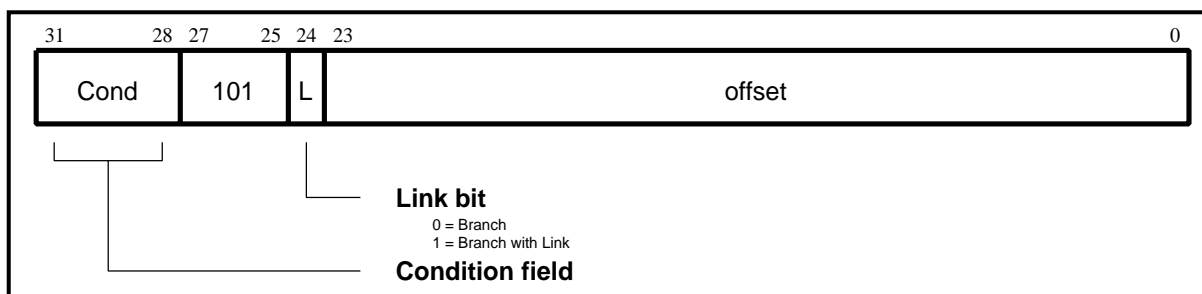 31 28 27 25 24 23 0
Cond 101 L offset
Link bit
0 = Branch
1 = Branch with Link
Condition field